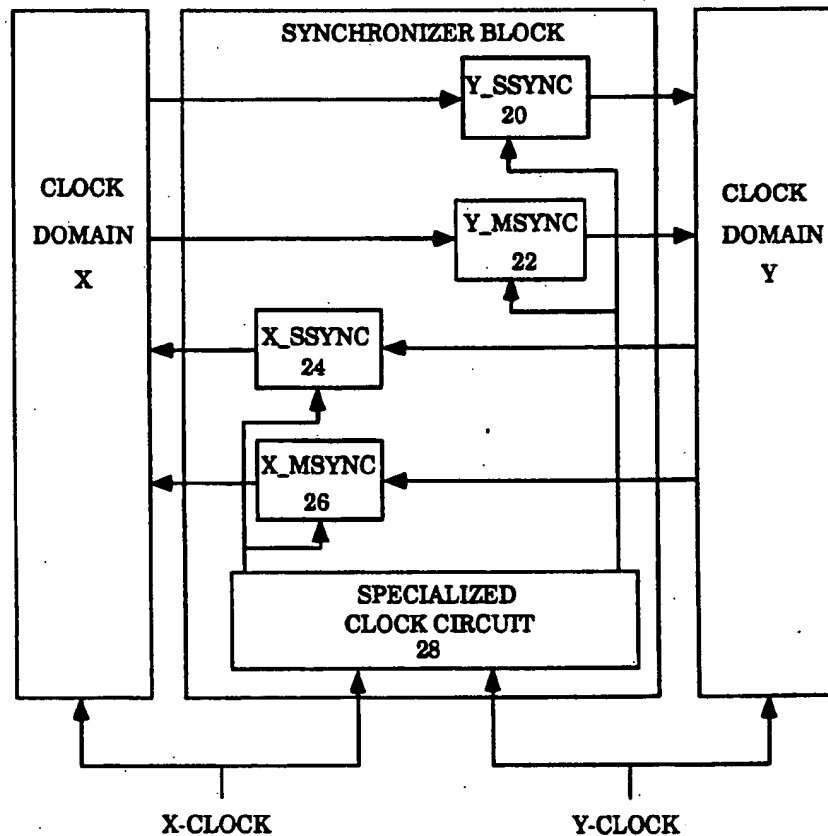 SYNCHRONIZER BLOCK
Y_SSYNC
20
CLOCK
DOMAIN
X
Y_MSYNC
22
CLOCK
DOMAIN
Y
X_SSYNC
24
X_MSYNC
26
SPECIALIZED
CLOCK CIRCUIT
28
X-CLOCK
Y-CLOCK